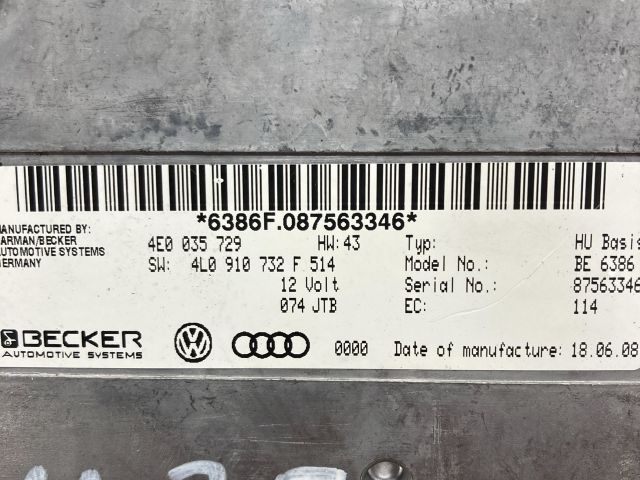 *6386F.087563346*
MANUFACTURED BY:
ARMAN/BECKER
AUTOMOTIVE SYSTEMS
GERMANY
4E0 035 729 HW: 43 Typ: HU Basis
SW: 4L0 910 732 F 514 Model No.: BE 6386
12 Volt Serial No.: 87563346
074 JTB EC: 114
BECKER
AUTOMOTIVE SYSTEMS
0000 Date of manufacture: 18.06.08